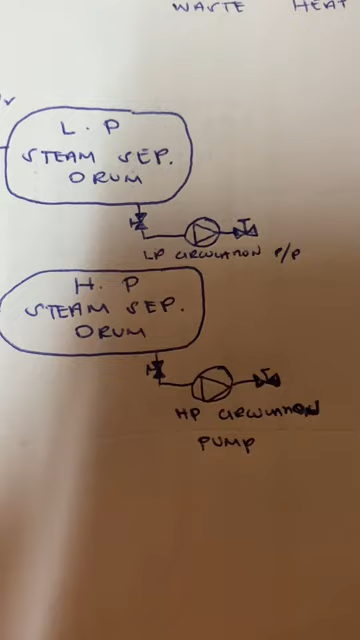 WASTE HEAT
L.P
STEAM SEP.
DRUM
LP CIRCULATION P/P
H.P
STEAM SEP.
DRUM
HP CIRCULATION
PUMP